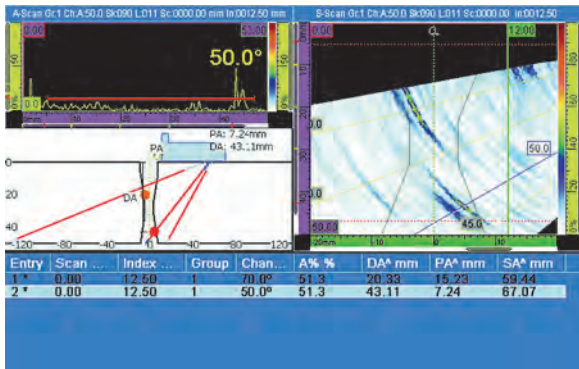 A-Scan Gr:1 Ch:A:50.0 Sk:090 L:011 Sc:0000.00 mm In:0012.50 mm
S-Scan Gr:1 Ch:A:50.0 Sk:090 L:011 Sc:0000.00 In:0012.50
0.00
53.00
50.0°
0.0
0.00
CL
12.00
50.0
50.00
45.0
PA: 7.24mm
DA: 43.11mm
PA
DA
0
20
40
-120 -80 -40 0 40 80 120
Entry Scan ... Index ... Group Chan... A% % DA^ mm PA^ mm SA^ mm
1 * 0.00 12.50 1 70.0° 51.3 20.33 15.23 59.44
2 * 0.00 12.50 1 50.0° 51.3 43.11 7.24 67.07